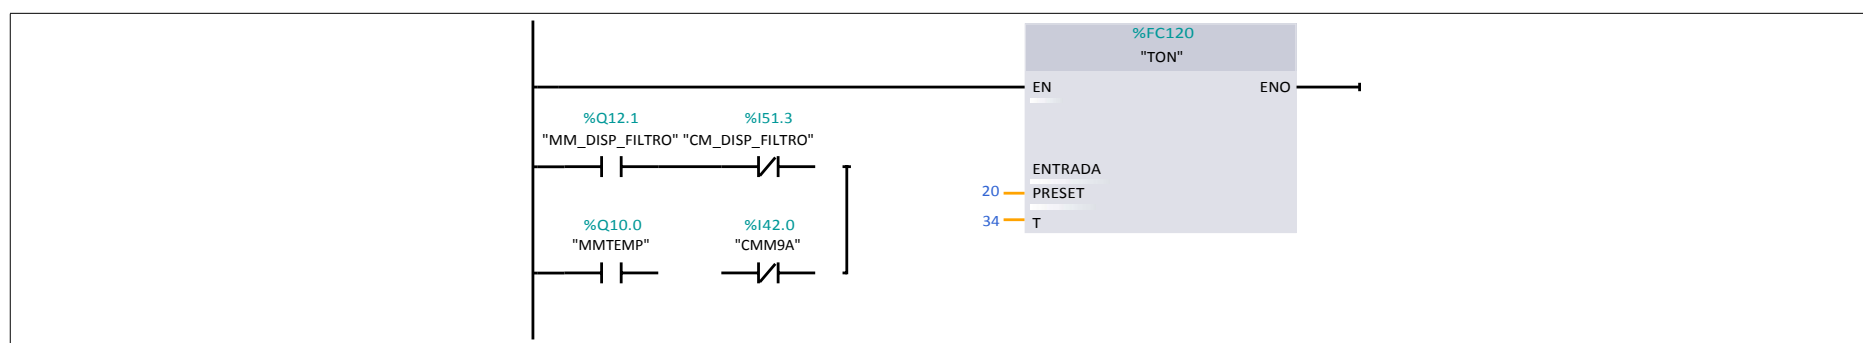 %FC120
"TON"
EN ENO
%Q12.1 %I51.3
"MM_DISP_FILTRO" "CM_DISP_FILTRO"
ENTRADA
20 PRESET
34 T
%Q10.0 %I42.0
"MMTEMP" "CMM9A"